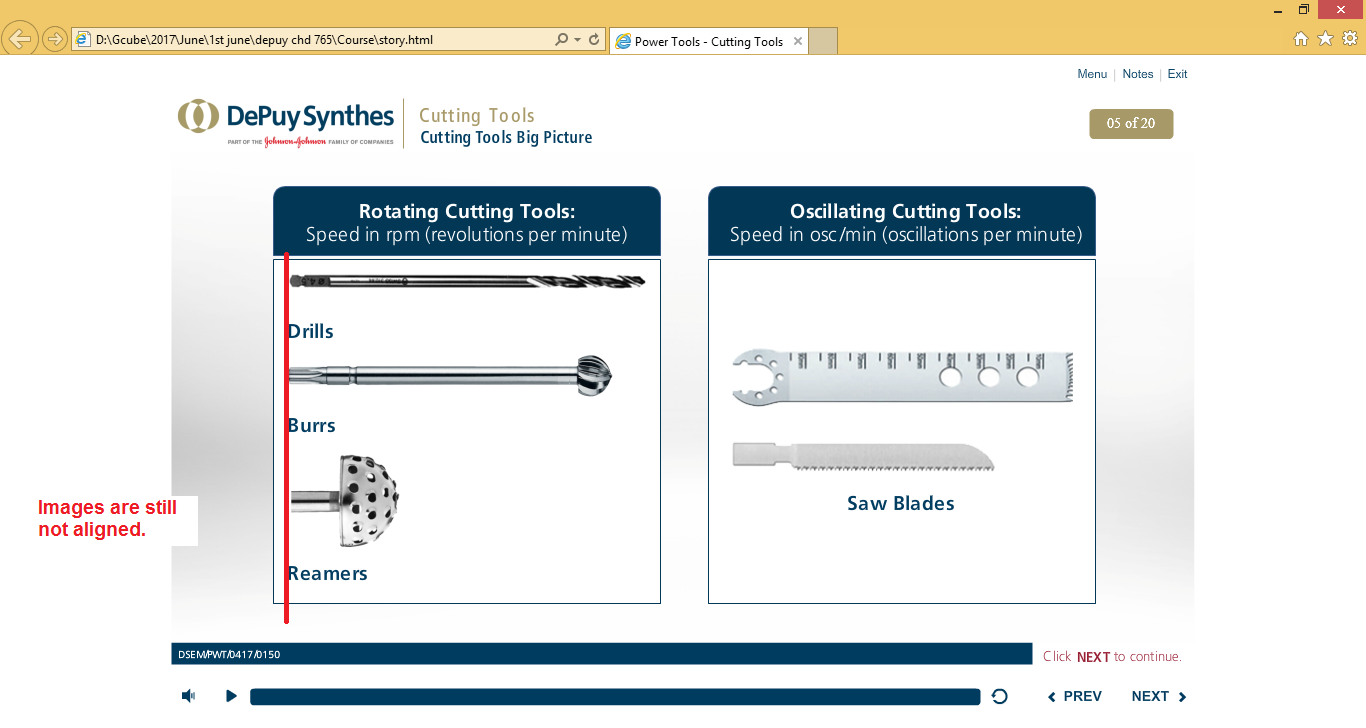 D:\Gcube\2017\June\1st june\depuy chd 765\Course\story.html
Power Tools - Cutting Tools
Menu | Notes | Exit
DePuy Synthes
PART OF THE Johnson & Johnson FAMILY OF COMPANIES
Cutting Tools
Cutting Tools Big Picture
05 of 20
Rotating Cutting Tools:
Speed in rpm (revolutions per minute)
Drills
Burrs
Reamers
Oscillating Cutting Tools:
Speed in osc/min (oscillations per minute)
Saw Blades
Images are still
not aligned.
DSEM/PWT/0417/0150
Click NEXT to continue.
PREV
NEXT